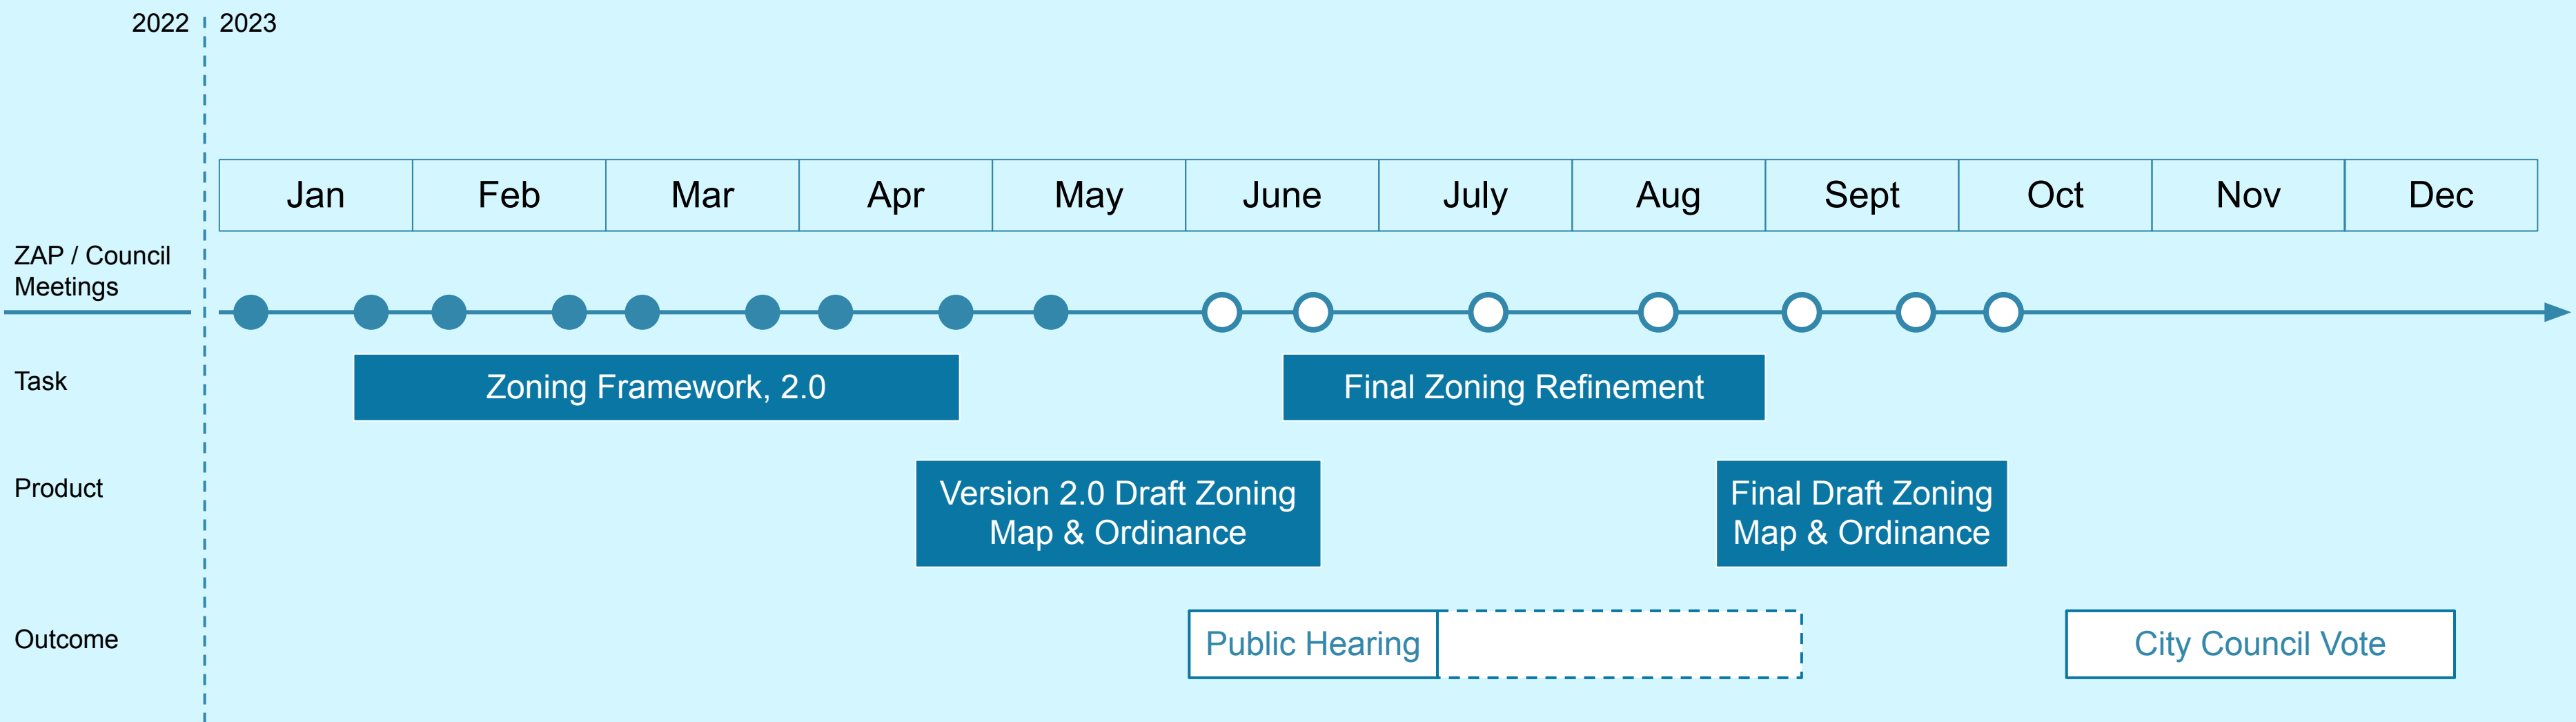 2022
2023
Jan
Feb
Mar
Apr
May
June
July
Aug
Sept
Oct
Nov
Dec
ZAP / Council
Meetings
Task
Zoning Framework, 2.0
Final Zoning Refinement
Product
Version 2.0 Draft Zoning
Map & Ordinance
Final Draft Zoning
Map & Ordinance
Outcome
Public Hearing
City Council Vote